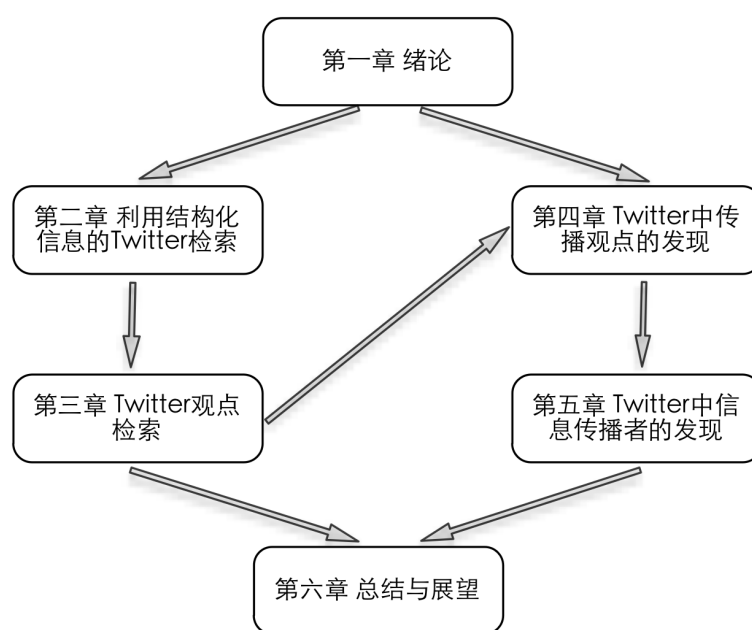 第一章 绪论
第二章 利用结构化
信息的Twitter检索
第四章 Twitter中传
播观点的发现
第三章 Twitter观点
检索
第五章 Twitter中信
息传播者的发现
第六章 总结与展望